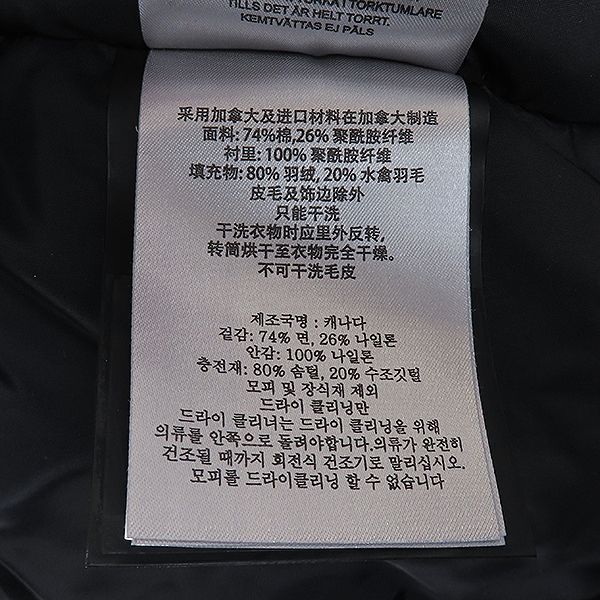 TORKTUMLARE
TILLS DET ÄR HELT TORRT.
KEMTVÄTTAS EJ PÄLS
采用加拿大及进口材料在加拿大制造
面料: 74%棉,26% 聚酰胺纤维
衬里: 100% 聚酰胺纤维
填充物: 80% 羽绒, 20% 水禽羽毛
皮毛及饰边除外
只能干洗
干洗衣物时应里外反转,
转筒烘干至衣物完全干燥。
不可干洗毛皮
제조국명 : 캐나다
겉감: 74% 면, 26% 나일론
안감: 100% 나일론
충전재: 80% 솜털, 20% 수조깃털
모피 및 장식재 제외
드라이 클리닝만
드라이 클리너는 드라이 클리닝을 위해
의류를 안쪽으로 돌려야합니다.의류가 완전히
건조될 때까지 회전식 건조기로 말리십시오.
모피를 드라이클리닝 할 수 없습니다